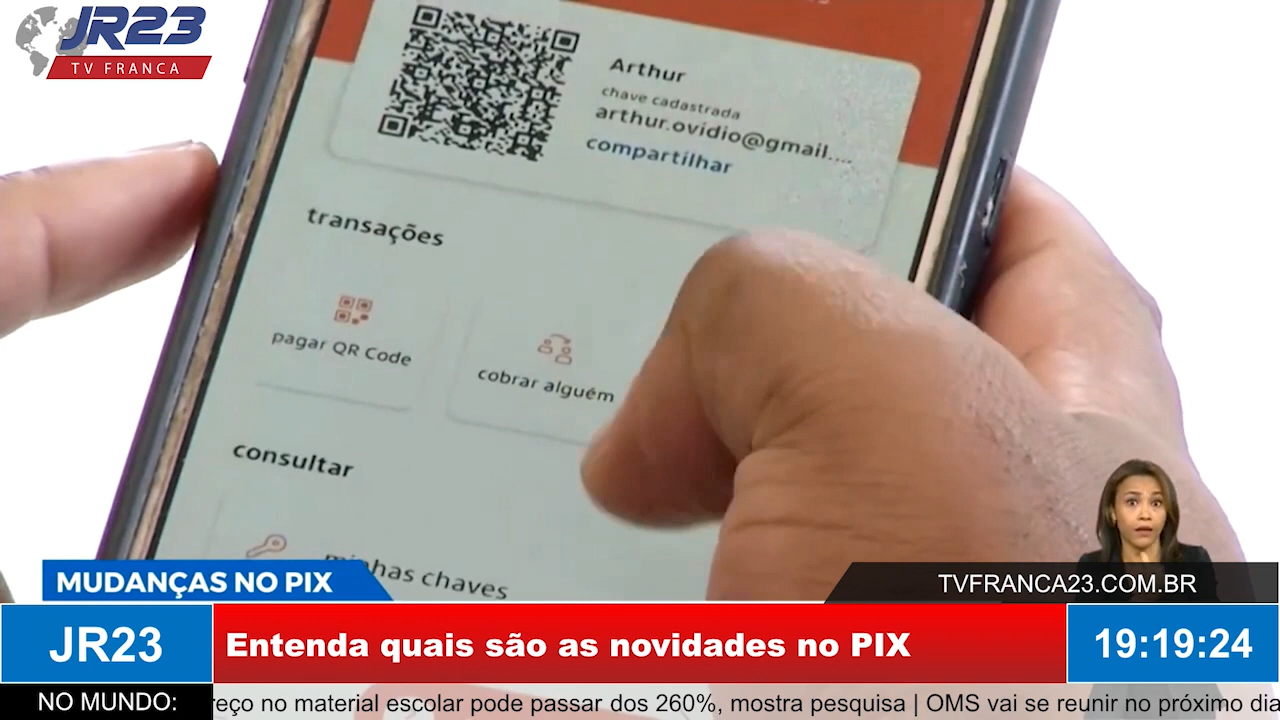 JR23
TV FRANCA
Arthur
chave cadastrada
arthur.ovidio@gmail....
compartilhar
transações
pagar QR Code
cobrar alguém
consultar
minhas chaves
MUDANÇAS NO PIX
TVFRANCA23.COM.BR
JR23
Entenda quais são as novidades no PIX
19:19:24
NO MUNDO:
reço no material escolar pode passar dos 260%, mostra pesquisa | OMS vai se reunir no próximo dia